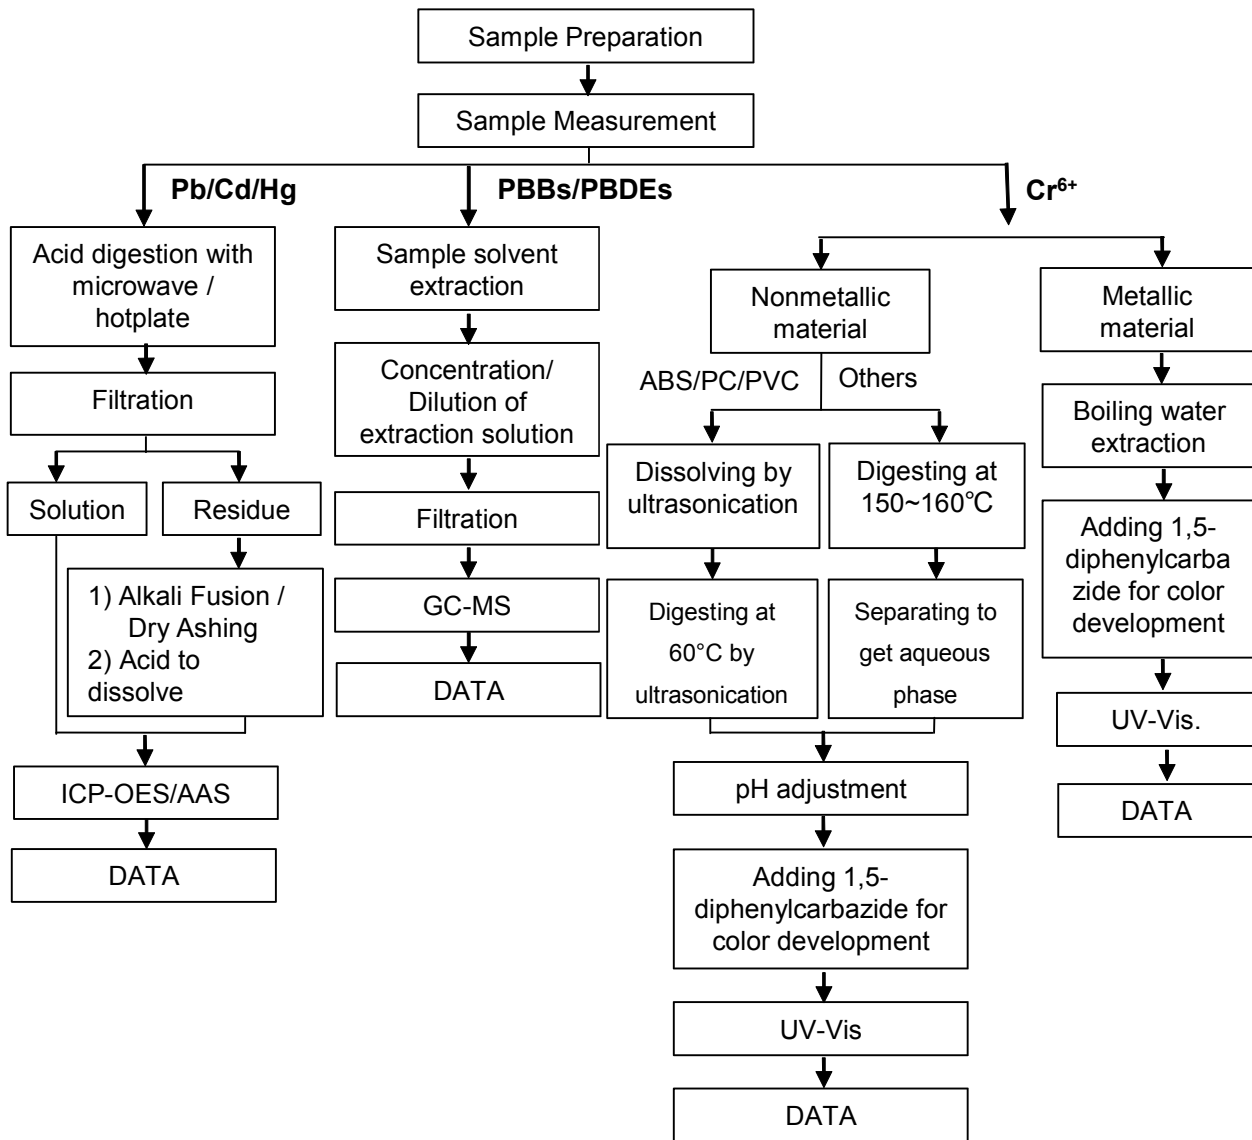 Sample Preparation
Sample Measurement
Pb/Cd/Hg
PBBs/PBDEs
Cr⁶⁺
Acid digestion with
microwave /
hotplate
Filtration
Solution
Residue
1) Alkali Fusion /
Dry Ashing
2) Acid to
dissolve
ICP-OES/AAS
DATA
Sample solvent
extraction
Concentration/
Dilution of
extraction solution
Filtration
GC-MS
DATA
Nonmetallic
material
ABS/PC/PVC
Others
Dissolving by
ultrasonication
Digesting at
60°C by
ultrasonication
Digesting at
150~160℃
Separating to
get aqueous
phase
pH adjustment
Adding 1,5-
diphenylcarbazide for
color development
UV-Vis
DATA
Metallic
material
Boiling water
extraction
Adding 1,5-
diphenylcarba
zide for color
development
UV-Vis.
DATA